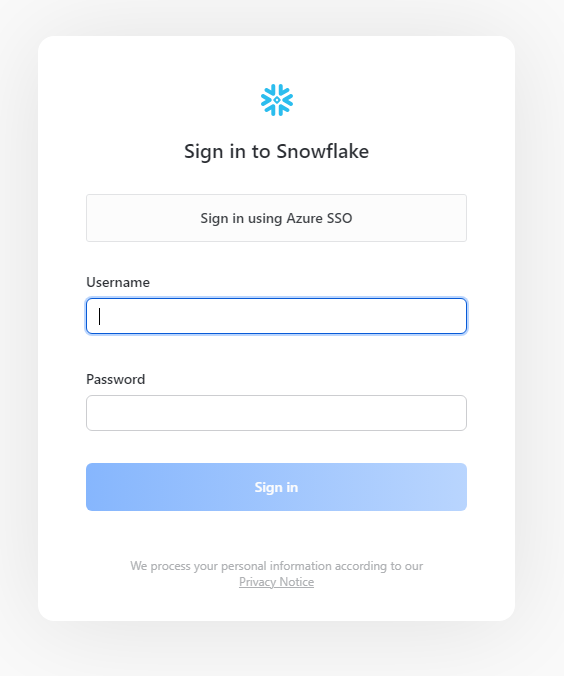 Sign in to Snowflake
Sign in using Azure SSO
Username
Password
Sign in
We process your personal information according to our
Privacy Notice